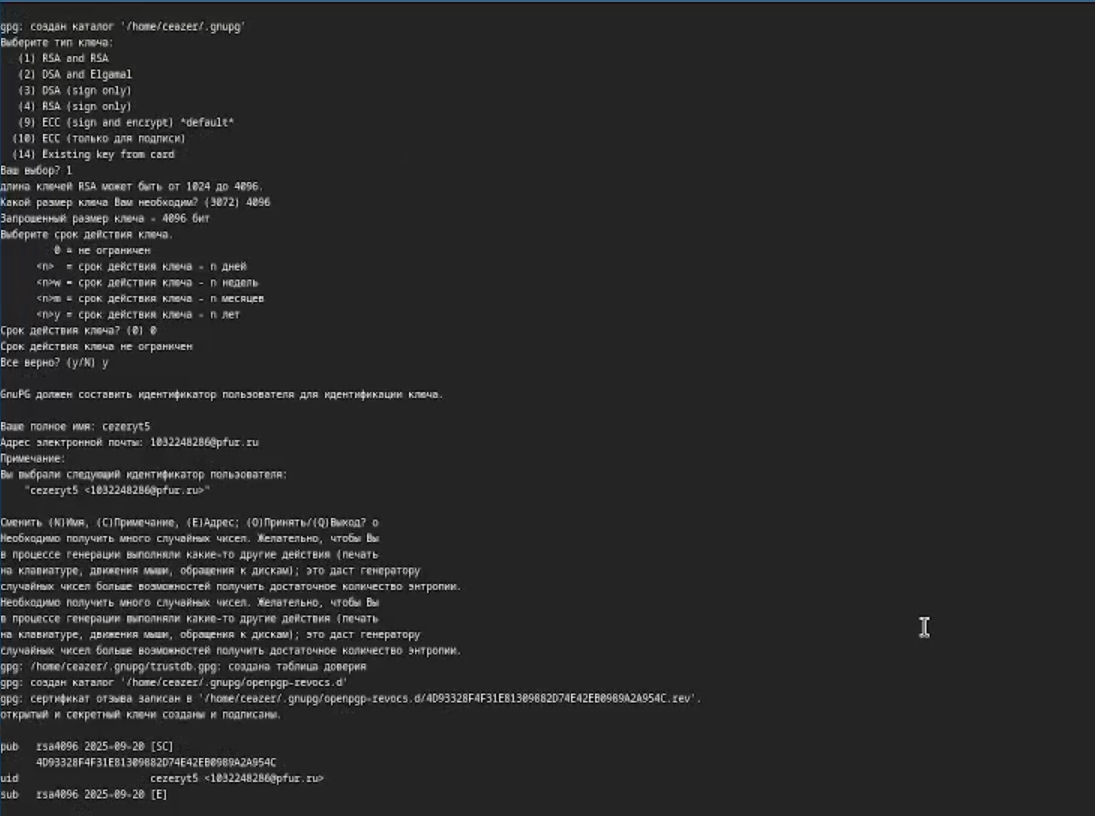 gpg: создан каталог '/home/ceazer/.gnupg'
Выберите тип ключа:
(1) RSA and RSA
(2) DSA and Elgamal
(3) DSA (sign only)
(4) RSA (sign only)
(9) ECC (sign and encrypt) *default*
(10) ECC (только для подписи)
(14) Existing key from card
Ваш выбор? 1
длина ключей RSA может быть от 1024 до 4096.
Какой размер ключа Вам необходим? (3072) 4096
Запрошенный размер ключа - 4096 бит
Выберите срок действия ключа.
0 = не ограничен
<n> = срок действия ключа - n дней
<n>w = срок действия ключа - n недель
<n>m = срок действия ключа - n месяцев
<n>y = срок действия ключа - n лет
Срок действия ключа? (0) 0
Срок действия ключа не ограничен
Все верно? (y/N) y
GnuPG должен составить идентификатор пользователя для идентификации ключа.
Ваше полное имя: cezeryt5
Адрес электронной почты: 1032248286@pfur.ru
Примечание:
Вы выбрали следующий идентификатор пользователя:
"cezeryt5 <1032248286@pfur.ru>"
Сменить (N)Имя, (C)Примечание, (E)Адрес; (O)Принять/(Q)Выход? o
Необходимо получить много случайных чисел. Желательно, чтобы Вы
в процессе генерации выполняли какие-то другие действия (печать
на клавиатуре, движения мыши, обращения к дискам); это даст генератору
случайных чисел больше возможностей получить достаточное количество энтропии.
Необходимо получить много случайных чисел. Желательно, чтобы Вы
в процессе генерации выполняли какие-то другие действия (печать
на клавиатуре, движения мыши, обращения к дискам); это даст генератору
случайных чисел больше возможностей получить достаточное количество энтропии.
gpg: /home/ceazer/.gnupg/trustdb.gpg: создана таблица доверия
gpg: создан каталог '/home/ceazer/.gnupg/openpgp-revocs.d'
gpg: сертификат отзыва записан в '/home/ceazer/.gnupg/openpgp-revocs.d/4D93328F4F31E81309882D74E42EB0989A2A954C.rev'.
открытый и секретный ключи созданы и подписаны.
pub rsa4096 2025-09-20 [SC]
4D93328F4F31E81309882D74E42EB0989A2A954C
uid cezeryt5 <1032248286@pfur.ru>
sub rsa4096 2025-09-20 [E]